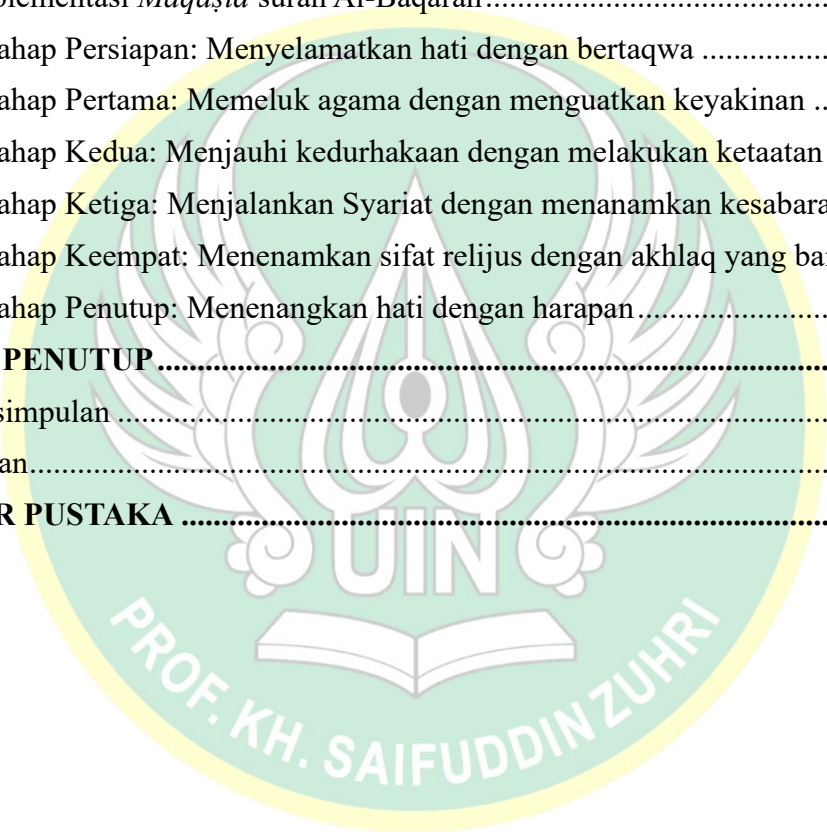 plementasi Maqāṣid surah Al-Baqarah..........................................
ahap Persiapan: Menyelamatkan hati dengan bertaqwa ................
ahap Pertama: Memeluk agama dengan menguatkan keyakinan ..
ahap Kedua: Menjauhi kedurhakaan dengan melakukan ketaatan
ahap Ketiga: Menjalankan Syariat dengan menanamkan kesabara
ahap Keempat: Menenamkan sifat relijus dengan akhlaq yang bai
ahap Penutup: Menenangkan hati dengan harapan........................
PENUTUP....................................................................................
simpulan .........................................................................................
an....................................................................................................
R PUSTAKA .................................................................................
UIN
PROF. KH. SAIFUDDIN ZUHRI